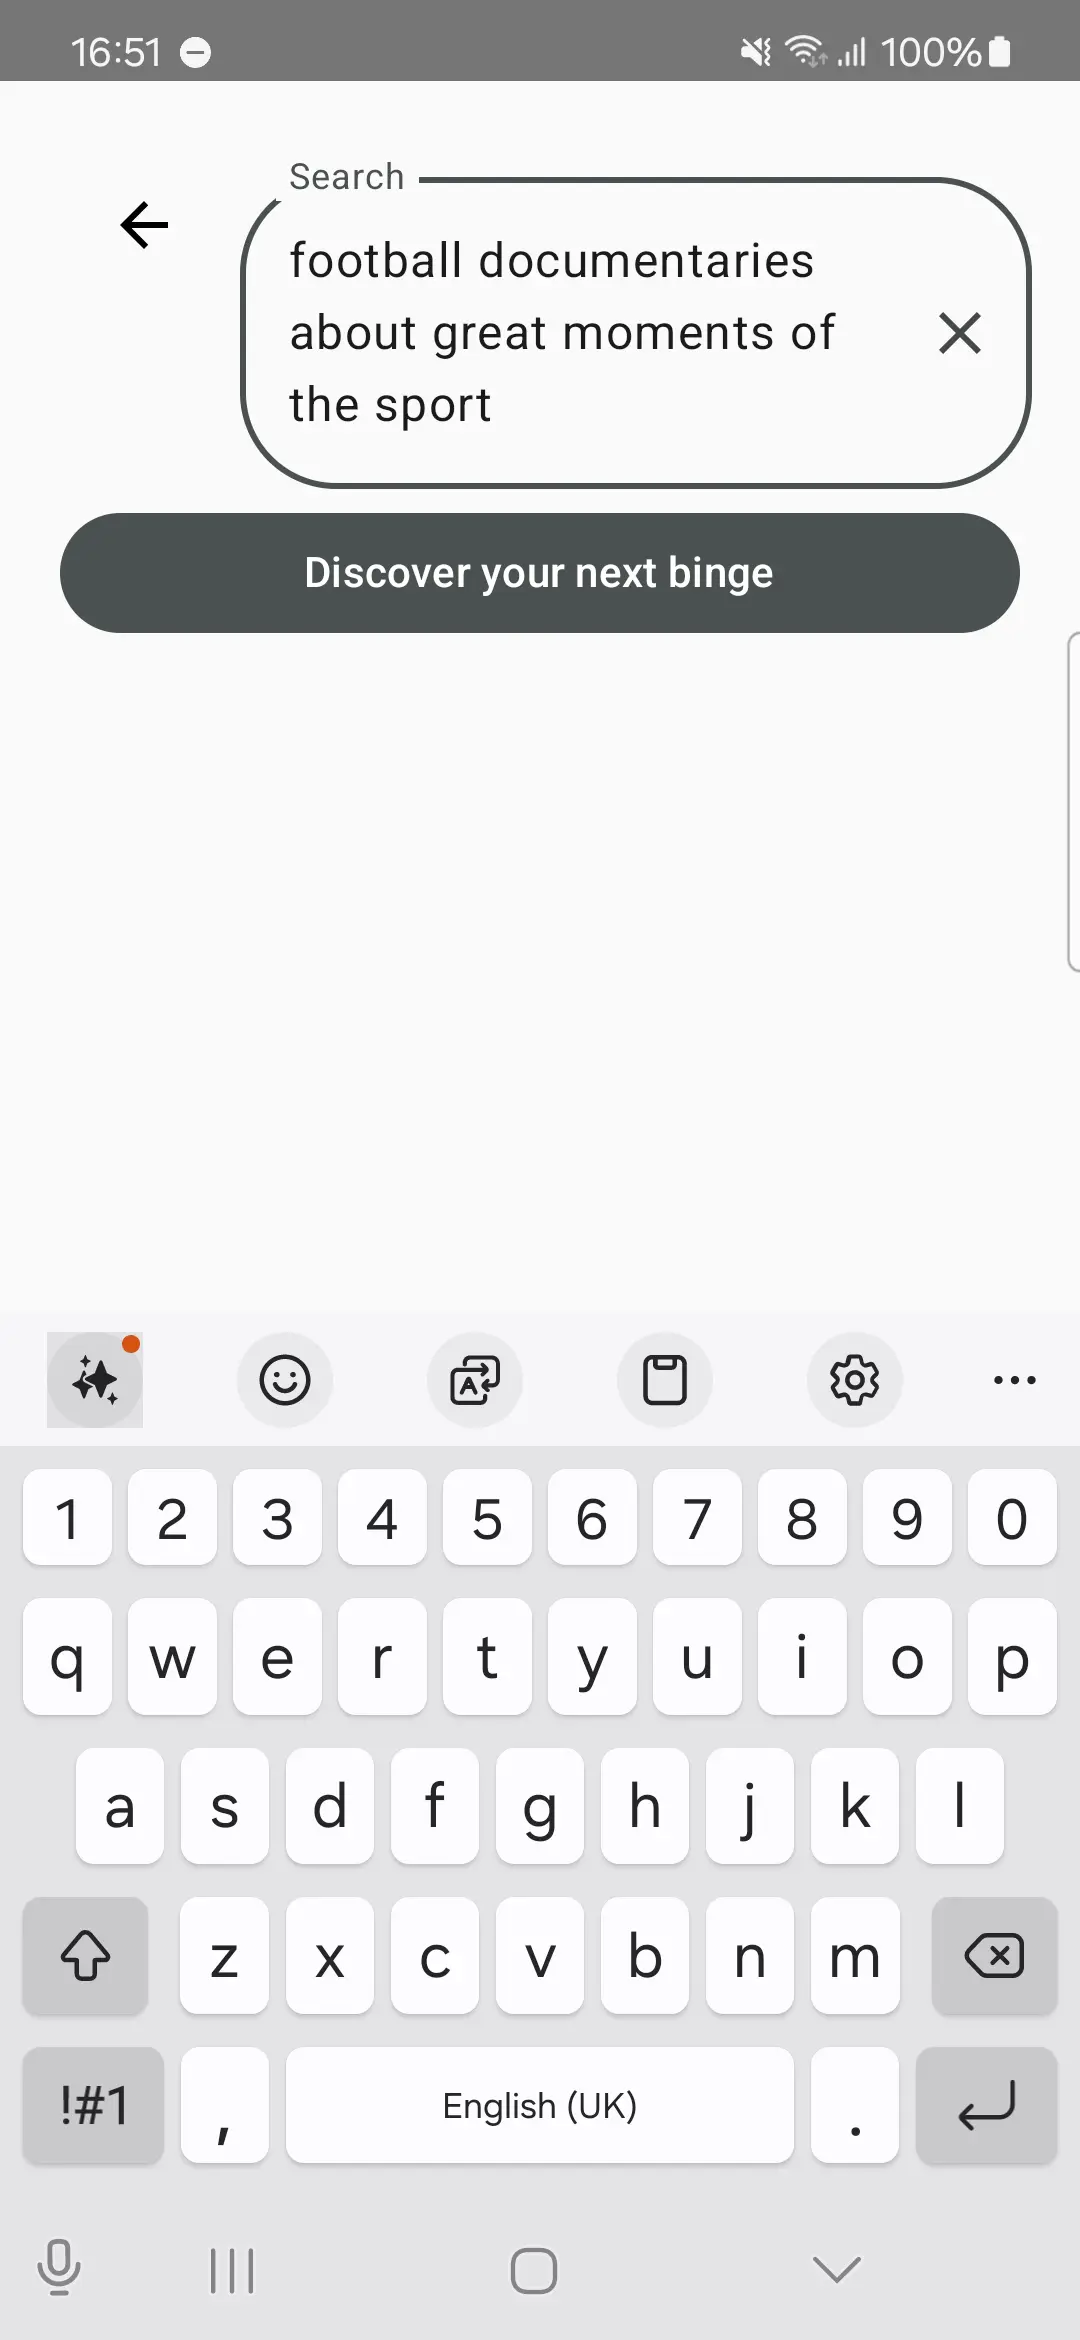 16:51
100%
Search
football documentaries
about great moments of
the sport
Discover your next binge
1 2 3 4 5 6 7 8 9 0
q w e r t y u i o p
a s d f g h j k l
z x c v b n m
!#1 , English (UK) .